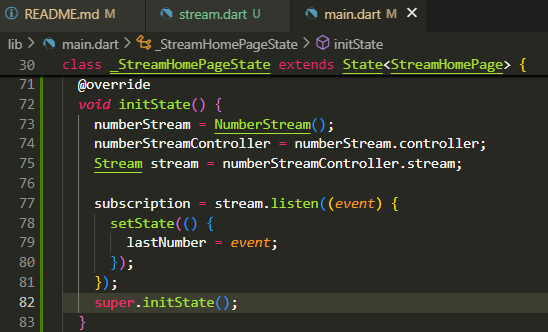 README.md M stream.dart U main.dart M ×
lib > main.dart > _StreamHomePageState > initState
30 class _StreamHomePageState extends State<StreamHomePage> {
71 @override
72 void initState() {
73 numberStream = NumberStream();
74 numberStreamController = numberStream.controller;
75 Stream stream = numberStreamController.stream;
76
77 subscription = stream.listen((event) {
78 setState(() {
79 lastNumber = event;
80 });
81 });
82 super.initState();
83 }